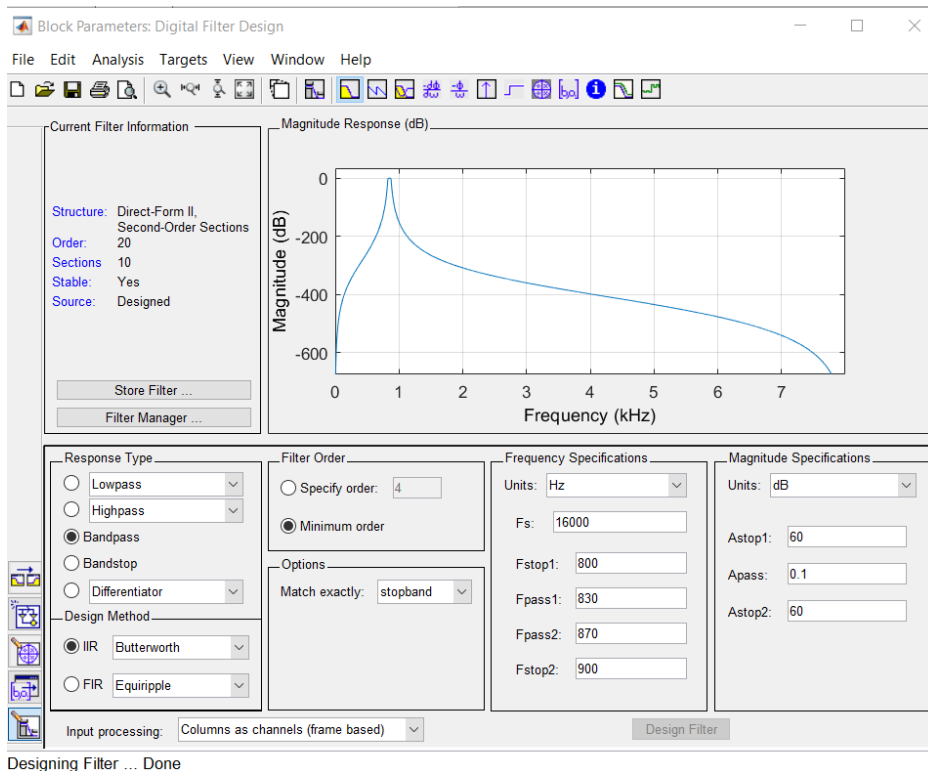 Block Parameters: Digital Filter Design
File Edit Analysis Targets View Window Help
Current Filter Information
Structure: Direct-Form II,
Second-Order Sections
Order: 20
Sections 10
Stable: Yes
Source: Designed
Store Filter ...
Filter Manager ...
Magnitude Response (dB)
Magnitude (dB)
0
-200
-400
-600
0 1 2 3 4 5 6 7
Frequency (kHz)
Response Type
Lowpass
Highpass
Bandpass
Bandstop
Differentiator
Design Method
IIR Butterworth
FIR Equiripple
Filter Order
Specify order: 4
Minimum order
Options
Match exactly: stopband
Frequency Specifications
Units: Hz
Fs: 16000
Fstop1: 800
Fpass1: 830
Fpass2: 870
Fstop2: 900
Magnitude Specifications
Units: dB
Astop1: 60
Apass: 0.1
Astop2: 60
Input processing: Columns as channels (frame based)
Design Filter
Designing Filter ... Done